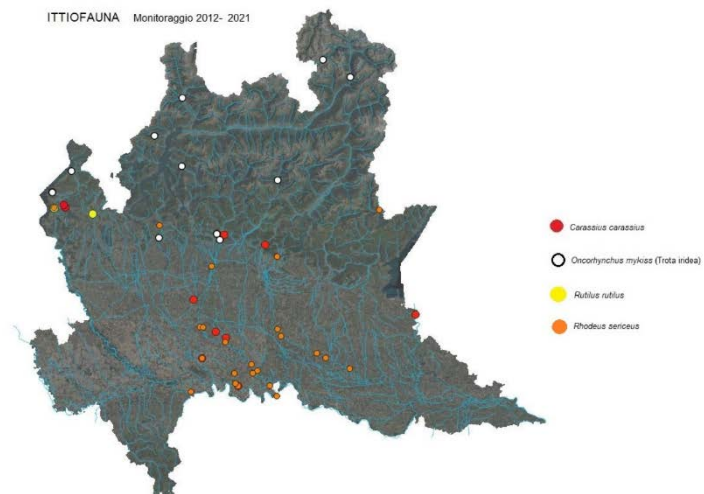 ITTIOFAUNA Monitoraggio 2012- 2021
Carassius carassius
Oncorhynchus mykiss (Trota iridea)
Rutilus rutilus
Rhodeus sericeus